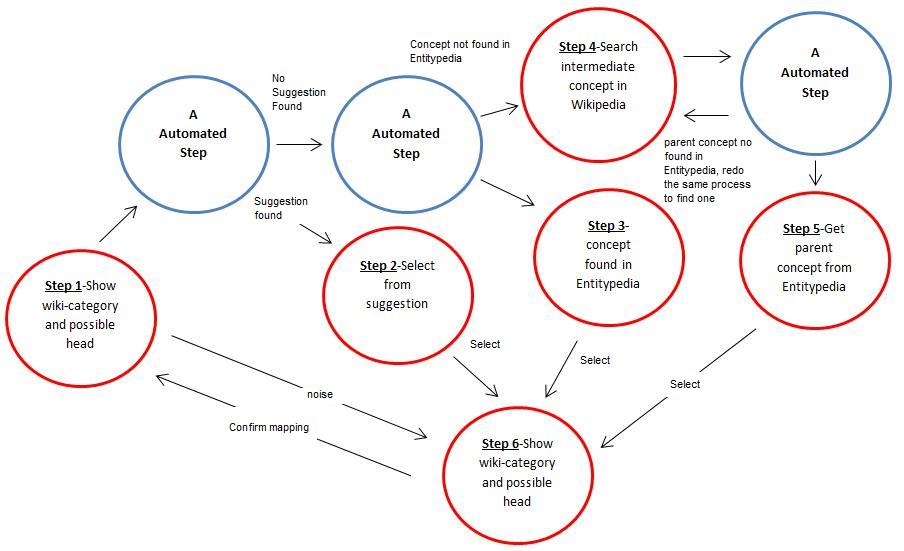 Concept not found in
Entitypedia
Step 4-Search
intermediate
concept in
Wikipedia
A
Automated
Step
No
Suggestion
Found
A
Automated
Step
A
Automated
Step
parent concept no
found in
Entitypedia, redo
the same process
to find one
Suggestion
found
Step 3-
concept
found in
Entitypedia
Step 5-Get
parent
concept from
Entitypedia
Step 2-Select
from
suggestion
Step 1-Show
wiki-category
and possible
head
Select
Select
Select
noise
Confirm mapping
Step 6-Show
wiki-category
and possible
head